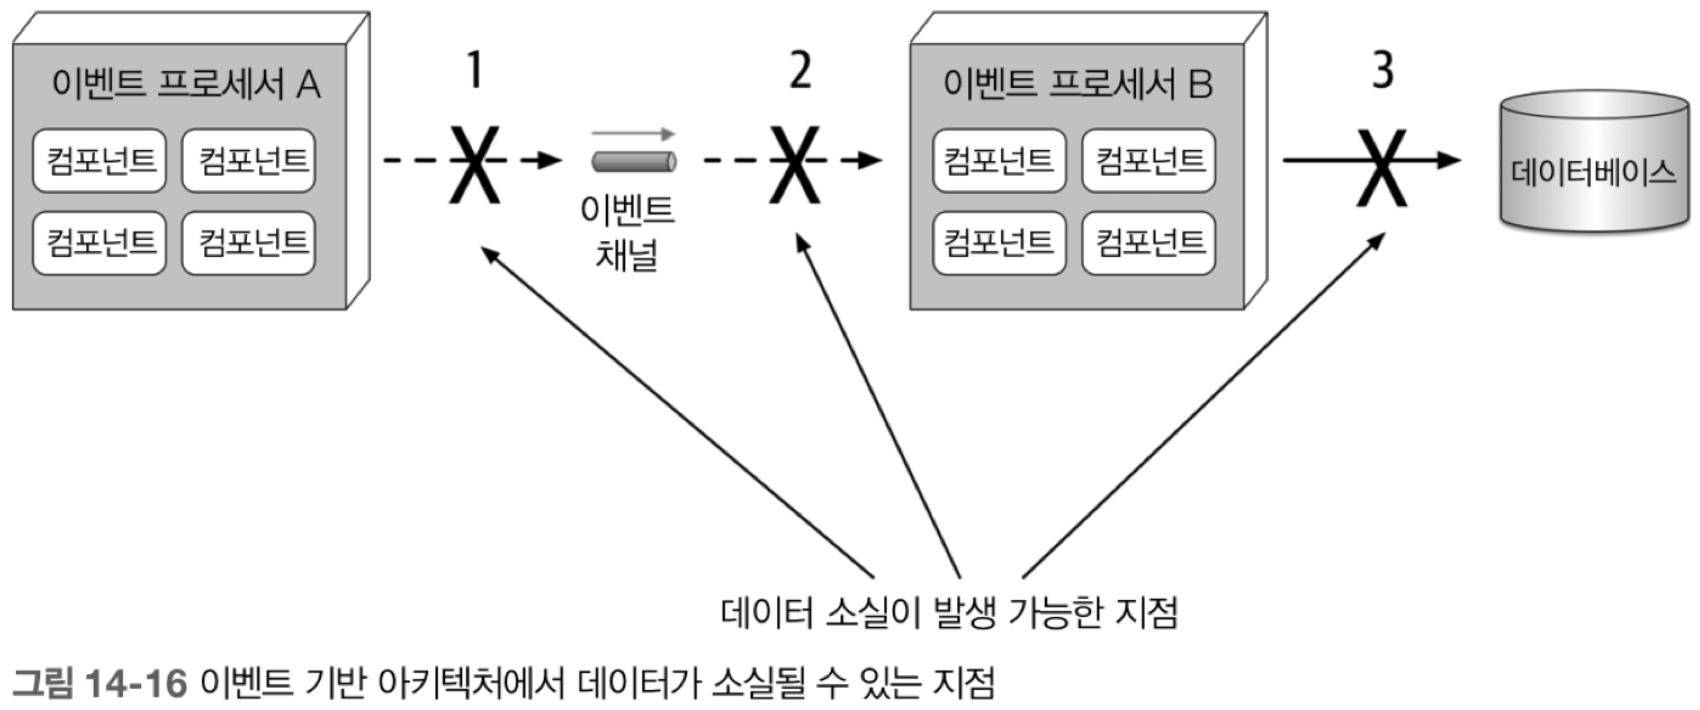 이벤트 프로세서 A
컴포넌트 컴포넌트
컴포넌트 컴포넌트
1
이벤트
채널
2
이벤트 프로세서 B
컴포넌트 컴포넌트
컴포넌트 컴포넌트
3
데이터베이스
데이터 소실이 발생 가능한 지점
그림 14-16 이벤트 기반 아키텍처에서 데이터가 소실될 수 있는 지점